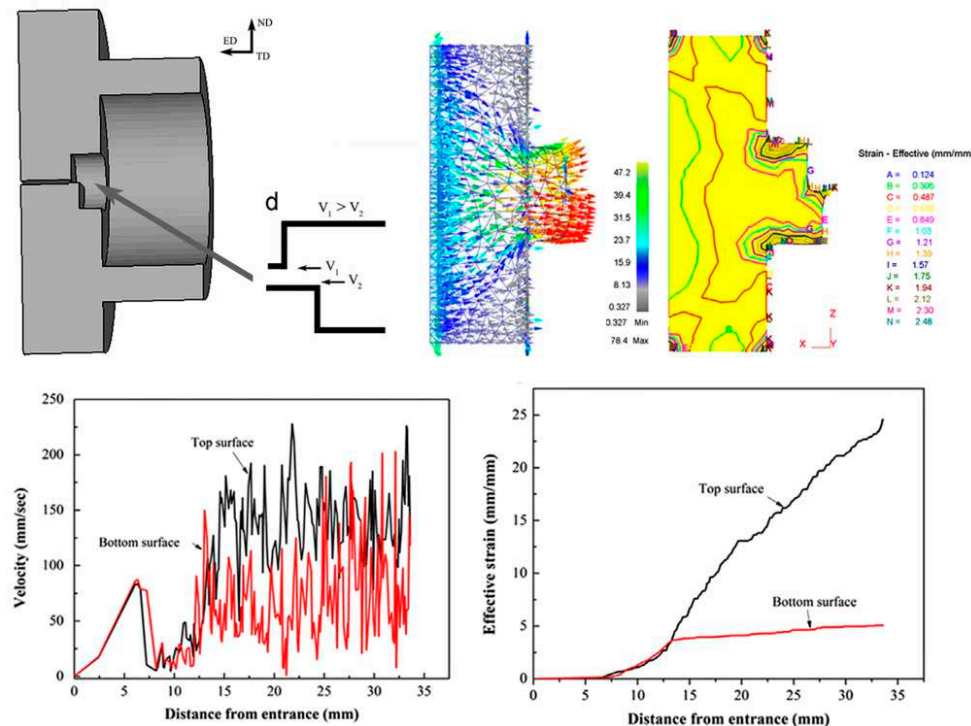 ND
ED
TD
d
V1 > V2
V1
V2
47.2
39.4
31.5
23.7
15.9
8.13
0.327
0.327 Min
78.4 Max
Strain - Effective (mm/mm
A = 0.124
B = 0.305
C = 0.487
E = 0.849
F = 1.03
G = 1.21
H = 1.39
I = 1.57
J = 1.75
K = 1.94
L = 2.12
M = 2.30
N = 2.48
Z
X Y
250
200
150
100
50
0
Velocity (mm/sec)
Top surface
Bottom surface
0 5 10 15 20 25 30 35
Distance from entrance (mm)
25
20
15
10
5
0
Effective strain (mm/mm)
Top surface
Bottom surface
0 5 10 15 20 25 30 35
Distance from entrance (mm)